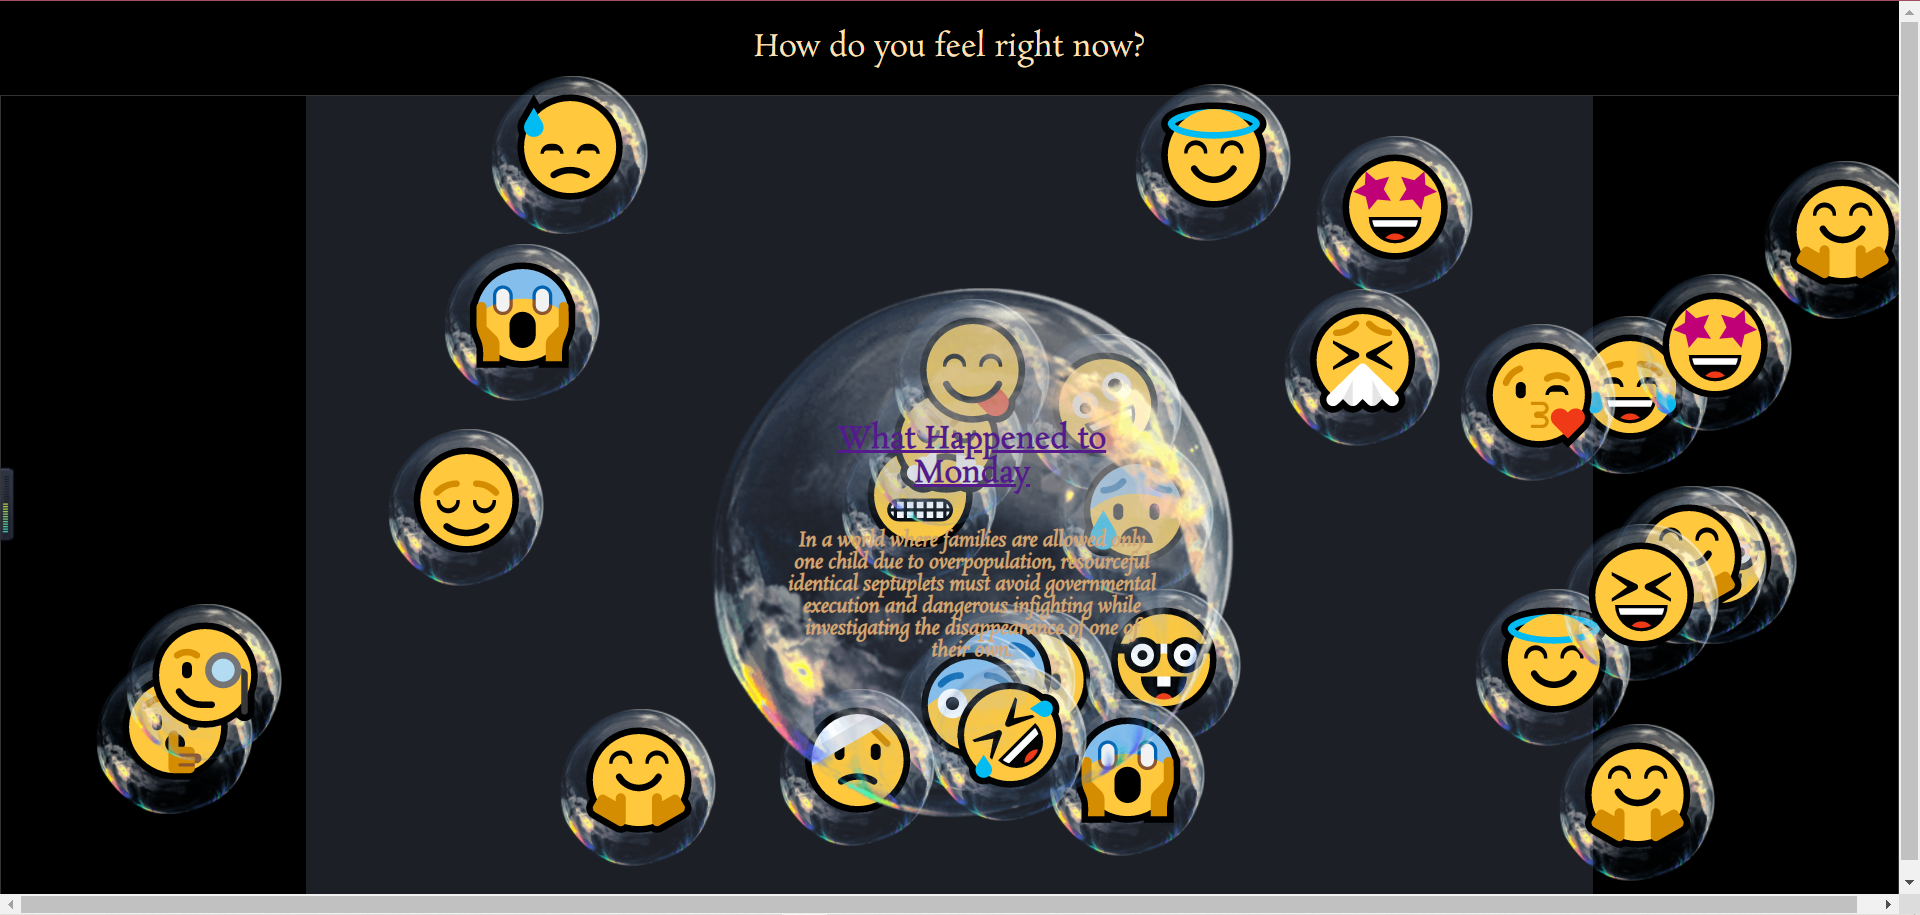 How do you feel right now?
What Happened to
Monday
In a world where families are allowed only
one child due to overpopulation, resourceful
identical septuplets must avoid governmental
execution and dangerous infighting while
investigating the disappearance of one of
their own.